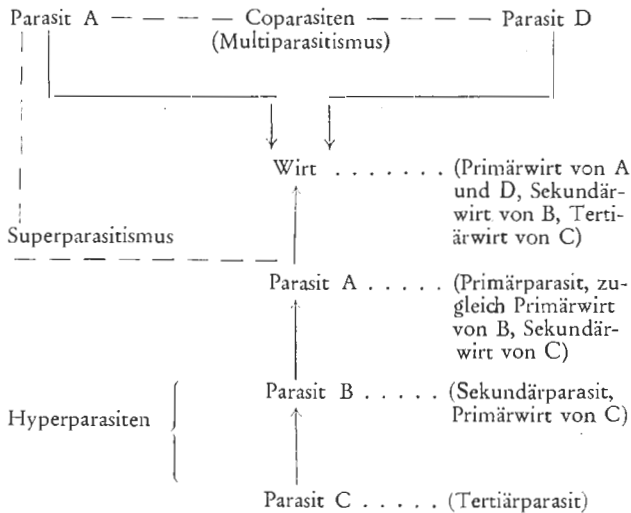 Parasit A — — — Coparasiten — — — Parasit D
(Multiparasitismus)
Wirt . . . . . . . (Primärwirt von A
und D, Sekundär-
wirt von B, Terti-
ärwirt von C)
Superparasitismus
Parasit A . . . . . (Primärparasit, zu-
gleich Primärwirt
von B, Sekundär-
wirt von C)
Parasit B . . . . . (Sekundärparasit,
Primärwirt von C)
Hyperparasiten
Parasit C . . . . . (Tertiärparasit)